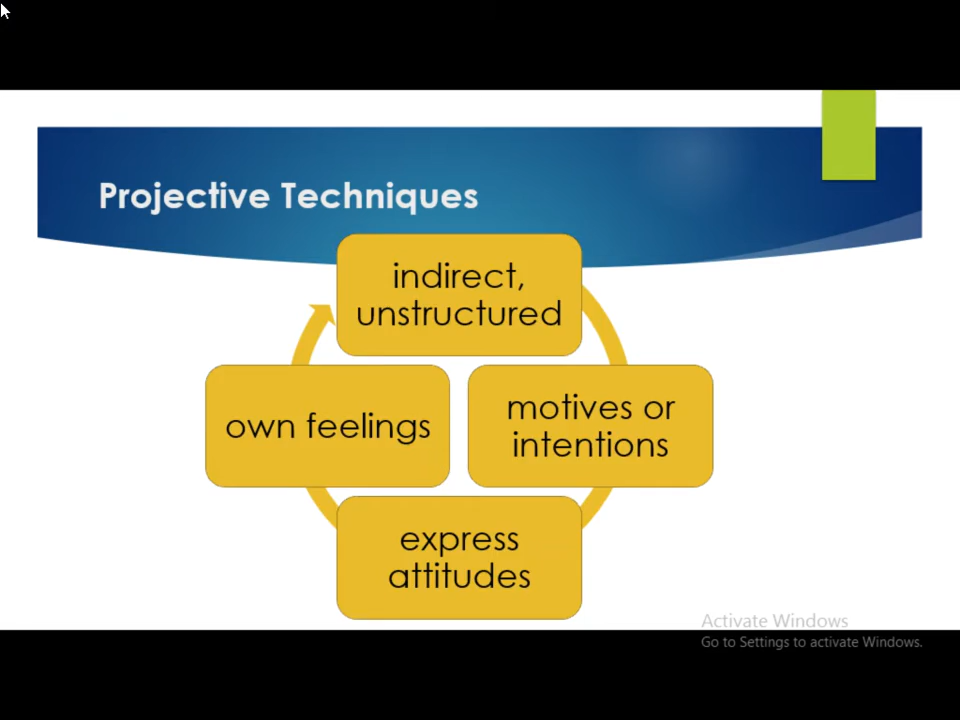 Projective Techniques
indirect,
unstructured
motives or
intentions
express
attitudes
own feelings
Activate Windows
Go to Settings to activate Windows.